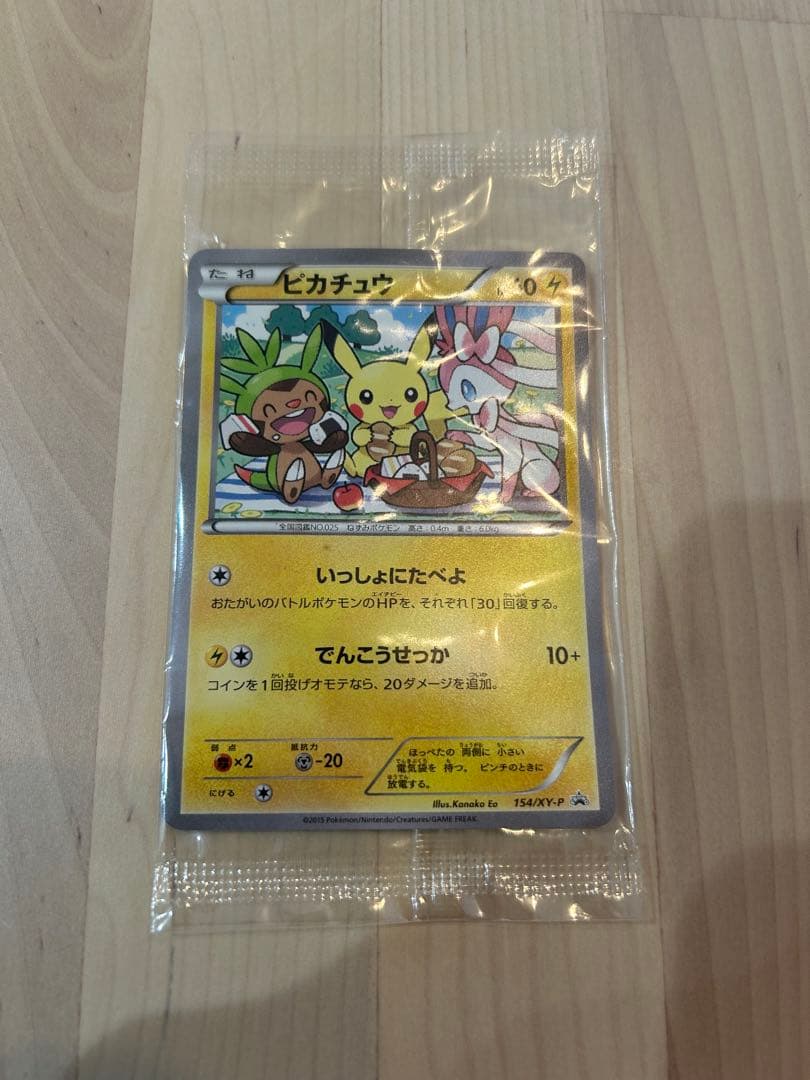 たね ピカチュウ
全国図鑑NO.025 ねずみポケモン 高さ:0.4m 重さ:6.0kg
いっしょにたべよ
おたがいのバトルポケモンのHPを、それぞれ「30」回復する。
でんこうせっか 10+
コインを1回投げオモテなら、20ダメージを追加。
弱点 抵抗力
×2 -20
にげる
ほっぺたの 両側に 小さい
電気袋を 持つ。 ピンチのときに
放電する。
Illus.Kanako Eo 154/XY-P
©2015 Pokémon/Nintendo/Creatures/GAME FREAK.